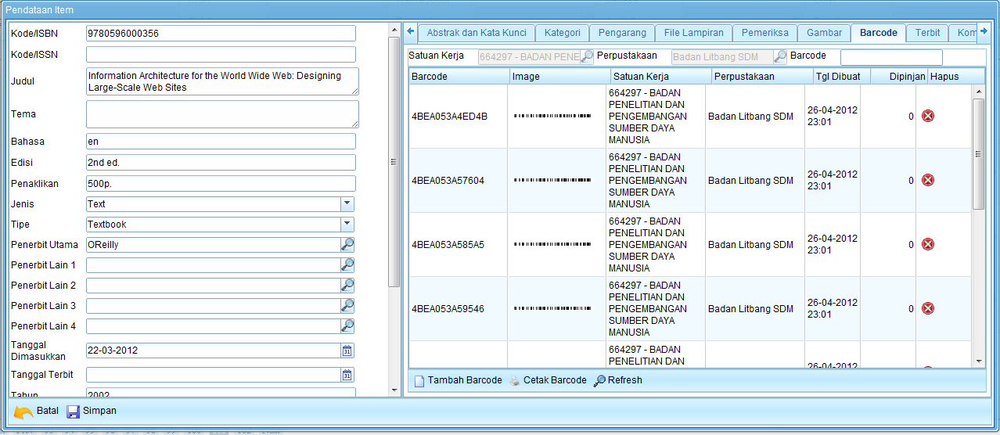 Pendataan Item
Kode/ISBN 9780596000356
Kode/ISSN
Judul Information Architecture for the World Wide Web: Designing
Large-Scale Web Sites
Tema
Bahasa en
Edisi 2nd ed.
Penaklikan 500p.
Jenis Text
Tipe Textbook
Penerbit Utama OReilly
Penerbit Lain 1
Penerbit Lain 2
Penerbit Lain 3
Penerbit Lain 4
Tanggal
Dimasukkan 22-03-2012
Tanggal Terbit
Tahun 2002
Batal Simpan
Abstrak dan Kata Kunci Kategori Pengarang File Lampiran Pemeriksa Gambar Barcode Terbit Kom
Satuan Kerja 664297 - BADAN PENE Perpustakaan Badan Litbang SDM Barcode
Barcode Image Satuan Kerja Perpustakaan Tgl Dibuat Dipinjan Hapus
4BEA053A4ED4B 664297 - BADAN
PENELITIAN DAN
PENGEMBANGAN
SUMBER DAYA
MANUSIA
Badan Litbang SDM 26-04-2012
23:01 0
4BEA053A57604 664297 - BADAN
PENELITIAN DAN
PENGEMBANGAN
SUMBER DAYA
MANUSIA
Badan Litbang SDM 26-04-2012
23:01 0
4BEA053A585A5 664297 - BADAN
PENELITIAN DAN
PENGEMBANGAN
SUMBER DAYA
MANUSIA
Badan Litbang SDM 26-04-2012
23:01 0
4BEA053A59546 664297 - BADAN
PENELITIAN DAN
PENGEMBANGAN
SUMBER DAYA
MANUSIA
Badan Litbang SDM 26-04-2012
23:01 0
664297 - BADAN
PENELITIAN DAN
26-04-2012
Tambah Barcode Cetak Barcode Refresh